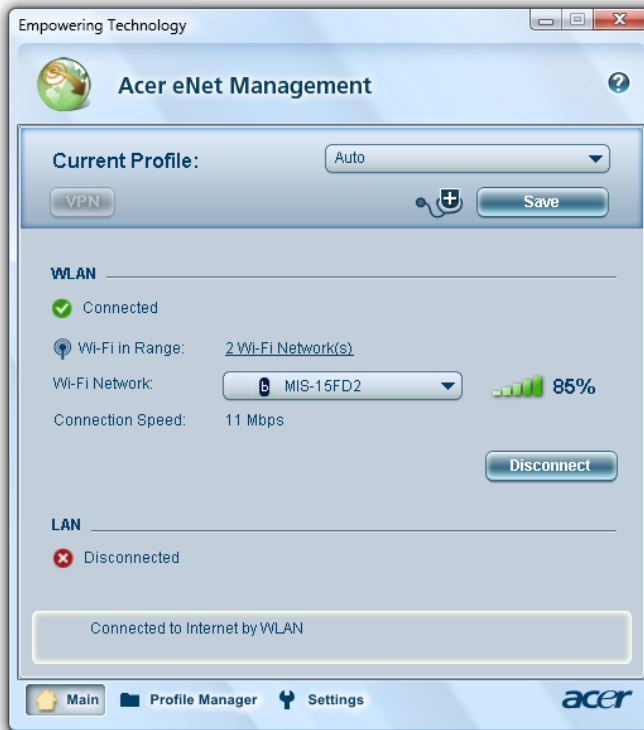 Empowering Technology
Acer eNet Management
Current Profile: Auto
VPN Save
WLAN
Connected
Wi-Fi in Range: 2 Wi-Fi Network(s)
Wi-Fi Network: b MIS-15FD2 85%
Connection Speed: 11 Mbps
Disconnect
LAN
Disconnected
Connected to Internet by WLAN
Main Profile Manager Settings acer